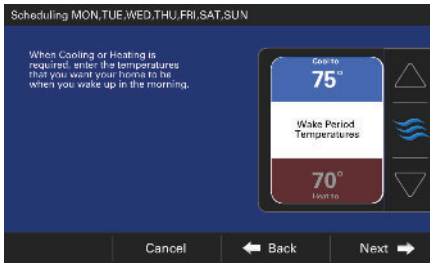 Scheduling MON,TUE,WED,THU,FRI,SAT,SUN
When Cooling or Heating is
required, enter the temperatures
that you want your home to be
when you wake up in the morning.
Cool to
75°
Wake Period
Temperatures
70°
Heat to
Cancel
Back
Next